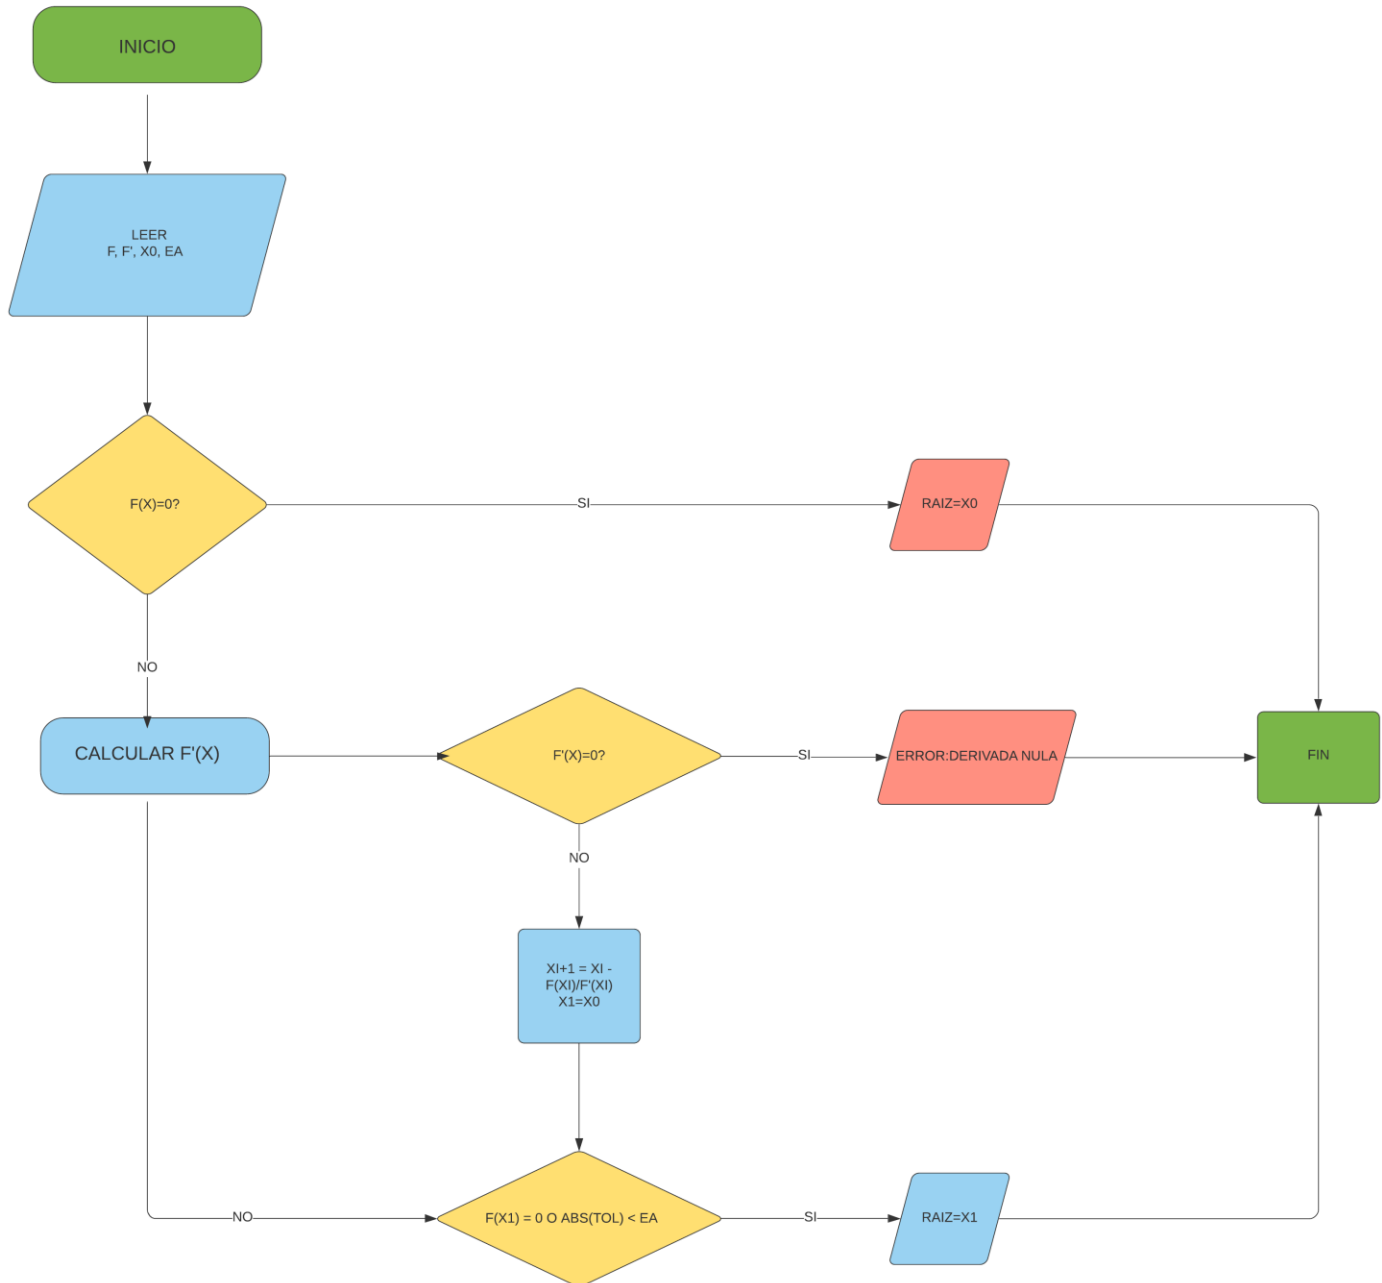 INICIO
LEER
F, F', X0, EA
F(X)=0?
SI
RAIZ=X0
NO
CALCULAR F'(X)
F'(X)=0?
SI
ERROR:DERIVADA NULA
FIN
NO
XI+1 = XI -
F(XI)/F'(XI)
X1=X0
NO
F(X1) = 0 O ABS(TOL) < EA
SI
RAIZ=X1